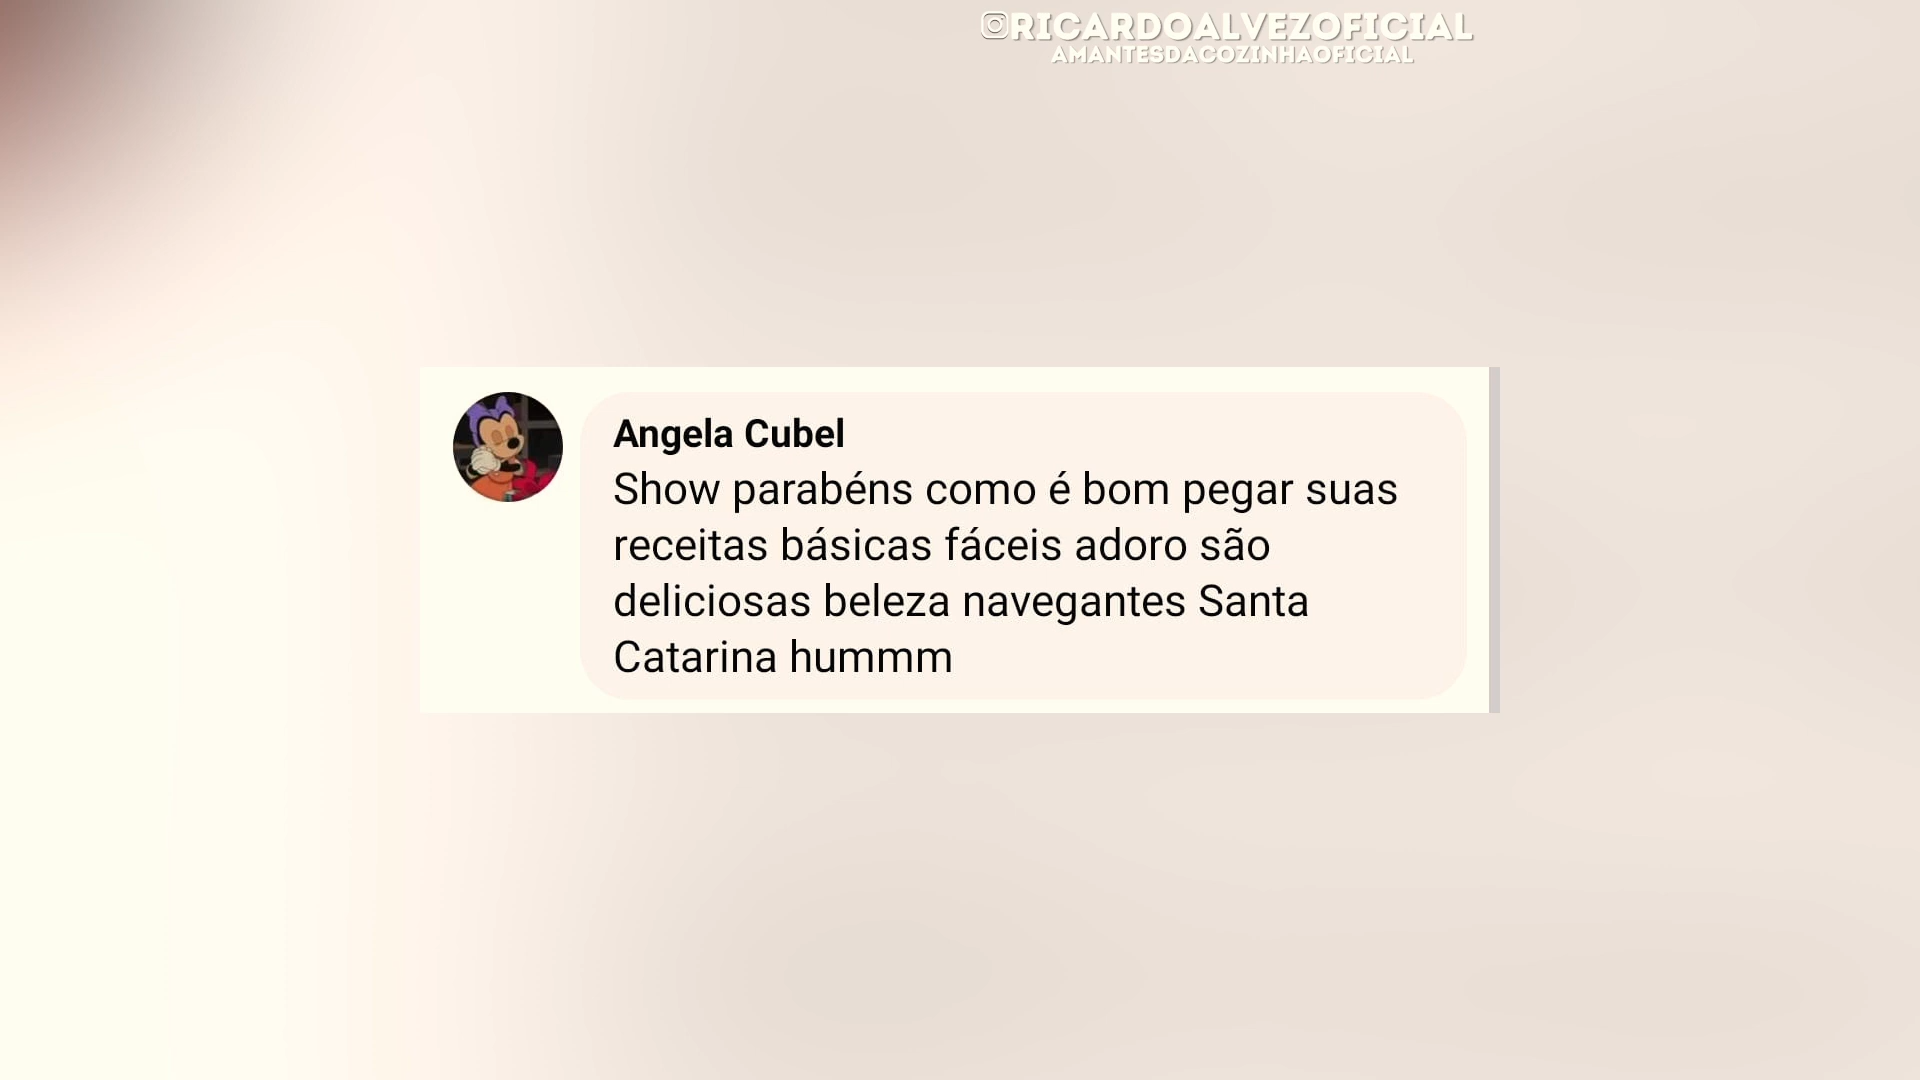 @RICARDOALVEZOFICIAL
AMANTESDACOZINHAOFICIAL
Angela Cubel
Show parabéns como é bom pegar suas
receitas básicas fáceis adoro são
deliciosas beleza navegantes Santa
Catarina hummm